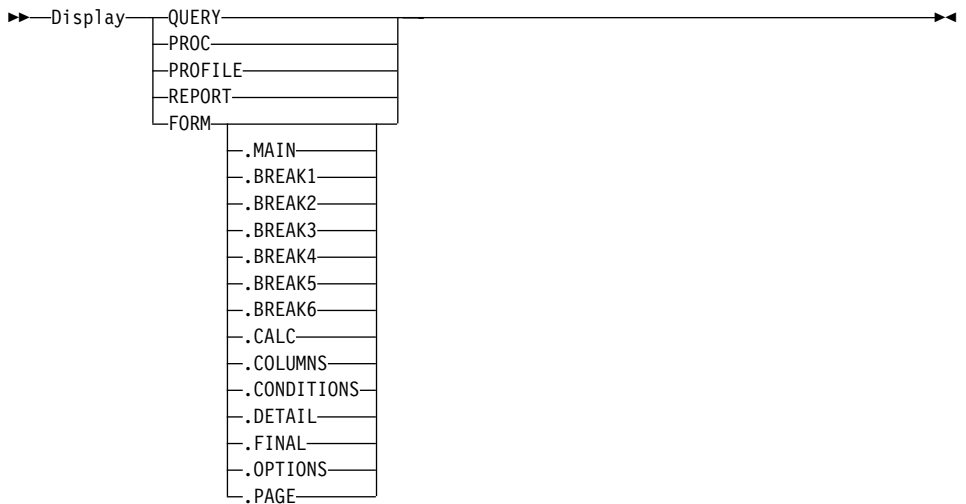 Display QUERY
PROC
PROFILE
REPORT
FORM
.MAIN
.BREAK1
.BREAK2
.BREAK3
.BREAK4
.BREAK5
.BREAK6
.CALC
.COLUMNS
.CONDITIONS
.DETAIL
.FINAL
.OPTIONS
.PAGE